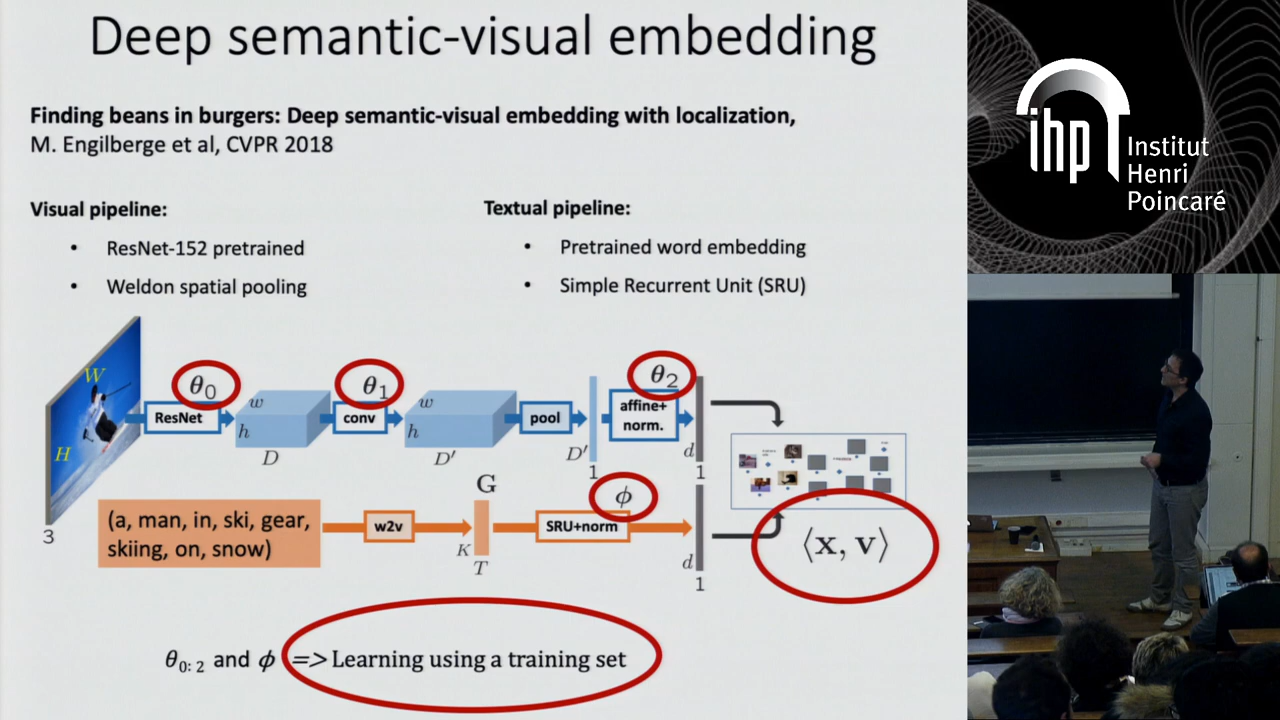 Deep semantic-visual embedding
Finding beans in burgers: Deep semantic-visual embedding with localization,
M. Engilberge et al, CVPR 2018
Visual pipeline:
• ResNet-152 pretrained
• Weldon spatial pooling
Textual pipeline:
• Pretrained word embedding
• Simple Recurrent Unit (SRU)
W
H
3
θ0
ResNet
w
h
D
θ1
conv
w
h
D'
pool
D'
1
θ2
affine+
norm.
d
1
(a, man, in, ski, gear,
skiing, on, snow)
w2v
G
K
T
ϕ
SRU+norm
d
1
⟨x, v⟩
θ0: 2 and ϕ => Learning using a training set
ihp
Institut
Henri
Poincaré